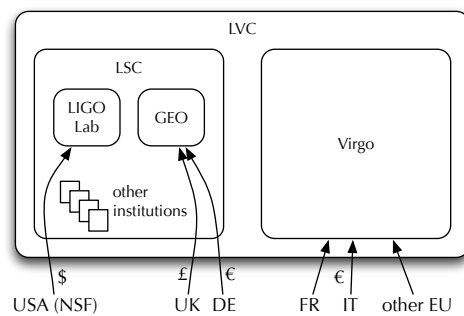 LVC
LSC
LIGO
Lab
GEO
Virgo
other
institutions
$
£
€
€
USA (NSF)
UK
DE
FR
IT
other EU